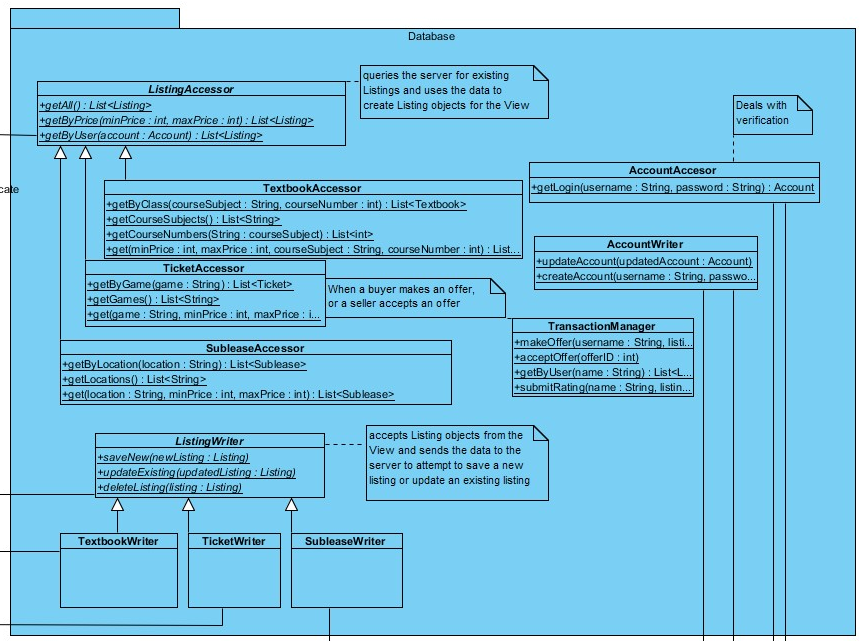 Database
ListingAccessor
+getAll() : List<Listing>
+getByPrice(minPrice : int, maxPrice : int) : List<Listing>
+getByUser(account : Account) : List<Listing>
queries the server for existing
Listings and uses the data to
create Listing objects for the View
Deals with
verification
cate
TextbookAccessor
+getByClass(courseSubject : String, courseNumber : int) : List<Textbook>
+getCourseSubjects() : List<String>
+getCourseNumbers(String : courseSubject) : List<int>
+get(minPrice : int, maxPrice : int, courseSubject : String, courseNumber : int) : List...
AccountAccesor
+getLogin(username : String, password : String) : Account
AccountWriter
+updateAccount(updatedAccount : Account)
+createAccount(username : String, passwo...
TicketAccessor
+getByGame(game : String) : List<Ticket>
+getGames() : List<String>
+get(game : String, minPrice : int, maxPrice : i...
When a buyer makes an offer,
or a seller accepts an offer
TransactionManager
+makeOffer(username : String, listi...
+acceptOffer(offerID : int)
+getByUser(name : String) : List<L...
+submitRating(name : String, listin...
SubleaseAccessor
+getByLocation(location : String) : List<Sublease>
+getLocations() : List<String>
+get(location : String, minPrice : int, maxPrice : int) : List<Sublease>
ListingWriter
+saveNew(newListing : Listing)
+updateExisting(updatedListing : Listing)
+deleteListing(listing : Listing)
accepts Listing objects from the
View and sends the data to the
server to attempt to save a new
listing or update an existing listing
TextbookWriter
TicketWriter
SubleaseWriter